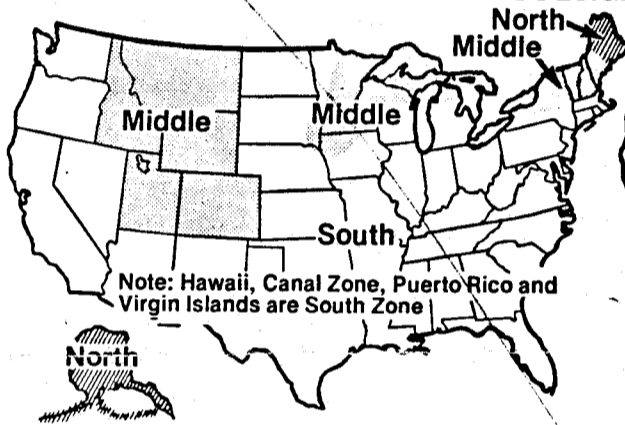 North
Middle
Middle
Middle
South
Note: Hawaii, Canal Zone, Puerto Rico and
Virgin Islands are South Zone
North